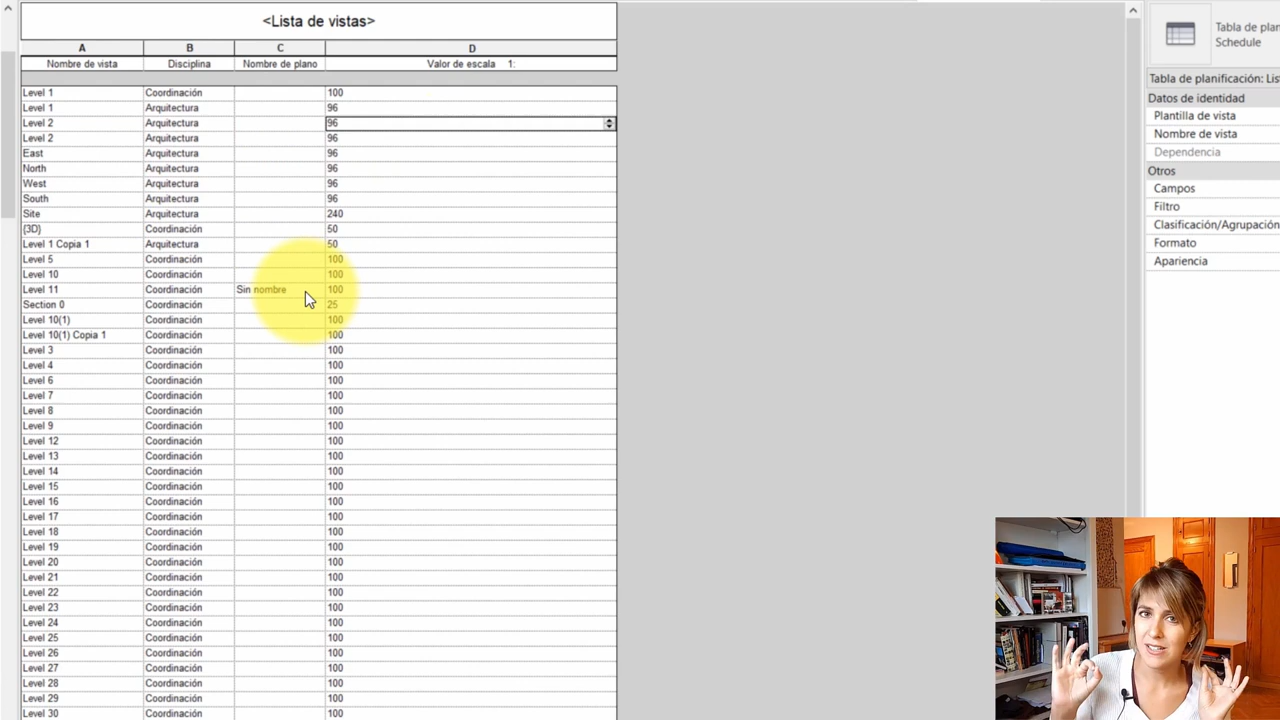 <Lista de vistas>
A B C D
Nombre de vista Disciplina Nombre de plano Valor de escala 1:
Level 1 Coordinación 100
Level 1 Arquitectura 96
Level 2 Arquitectura 96
Level 2 Arquitectura 96
East Arquitectura 96
North Arquitectura 96
West Arquitectura 96
South Arquitectura 96
Site Arquitectura 240
{3D} Coordinación 50
Level 1 Copia 1 Arquitectura 50
Level 5 Coordinación 100
Level 10 Coordinación 100
Level 11 Coordinación Sin nombre 100
Section 0 Coordinación 25
Level 10(1) Coordinación 100
Level 10(1) Copia 1 Coordinación 100
Level 3 Coordinación 100
Level 4 Coordinación 100
Level 6 Coordinación 100
Level 7 Coordinación 100
Level 8 Coordinación 100
Level 9 Coordinación 100
Level 12 Coordinación 100
Level 13 Coordinación 100
Level 14 Coordinación 100
Level 15 Coordinación 100
Level 16 Coordinación 100
Level 17 Coordinación 100
Level 18 Coordinación 100
Level 19 Coordinación 100
Level 20 Coordinación 100
Level 21 Coordinación 100
Level 22 Coordinación 100
Level 23 Coordinación 100
Level 24 Coordinación 100
Level 25 Coordinación 100
Level 26 Coordinación 100
Level 27 Coordinación 100
Level 28 Coordinación 100
Level 29 Coordinación 100
Level 30 Coordinación 100
Tabla de plan
Schedule
Tabla de planificación: Lis
Datos de identidad
Plantilla de vista
Nombre de vista
Dependencia
Otros
Campos
Filtro
Clasificación/Agrupación
Formato
Apariencia